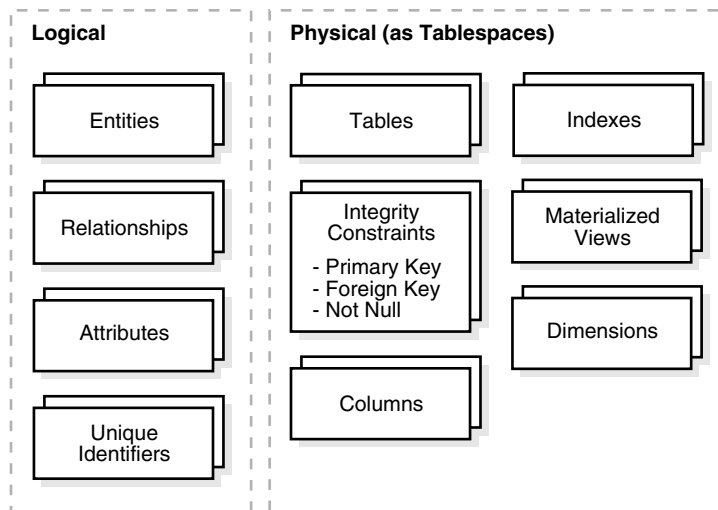 Logical
Entities
Relationships
Attributes
Unique
Identifiers
Physical (as Tablespaces)
Tables
Integrity
Constraints
- Primary Key
- Foreign Key
- Not Null
Columns
Indexes
Materialized
Views
Dimensions